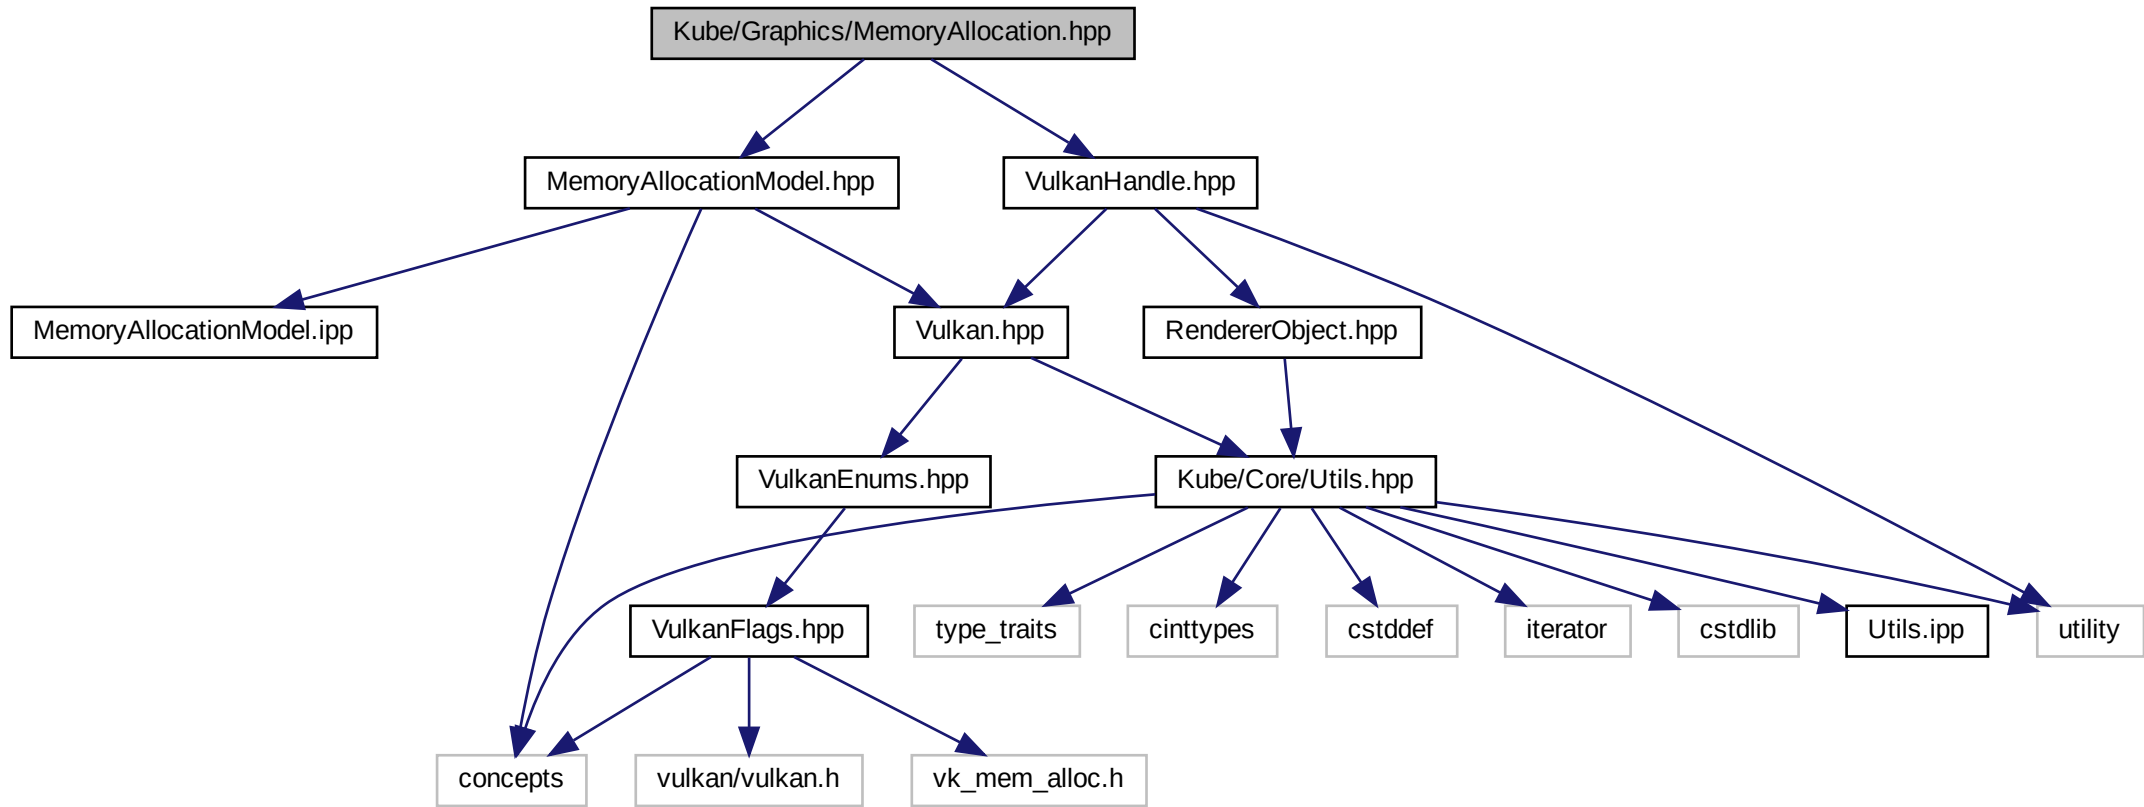 Kube/Graphics/MemoryAllocation.hpp
MemoryAllocationModel.hpp
VulkanHandle.hpp
MemoryAllocationModel.ipp
Vulkan.hpp
RendererObject.hpp
VulkanEnums.hpp
Kube/Core/Utils.hpp
VulkanFlags.hpp
type_traits
cinttypes
cstddef
iterator
cstdlib
Utils.ipp
utility
concepts
vulkan/vulkan.h
vk_mem_alloc.h